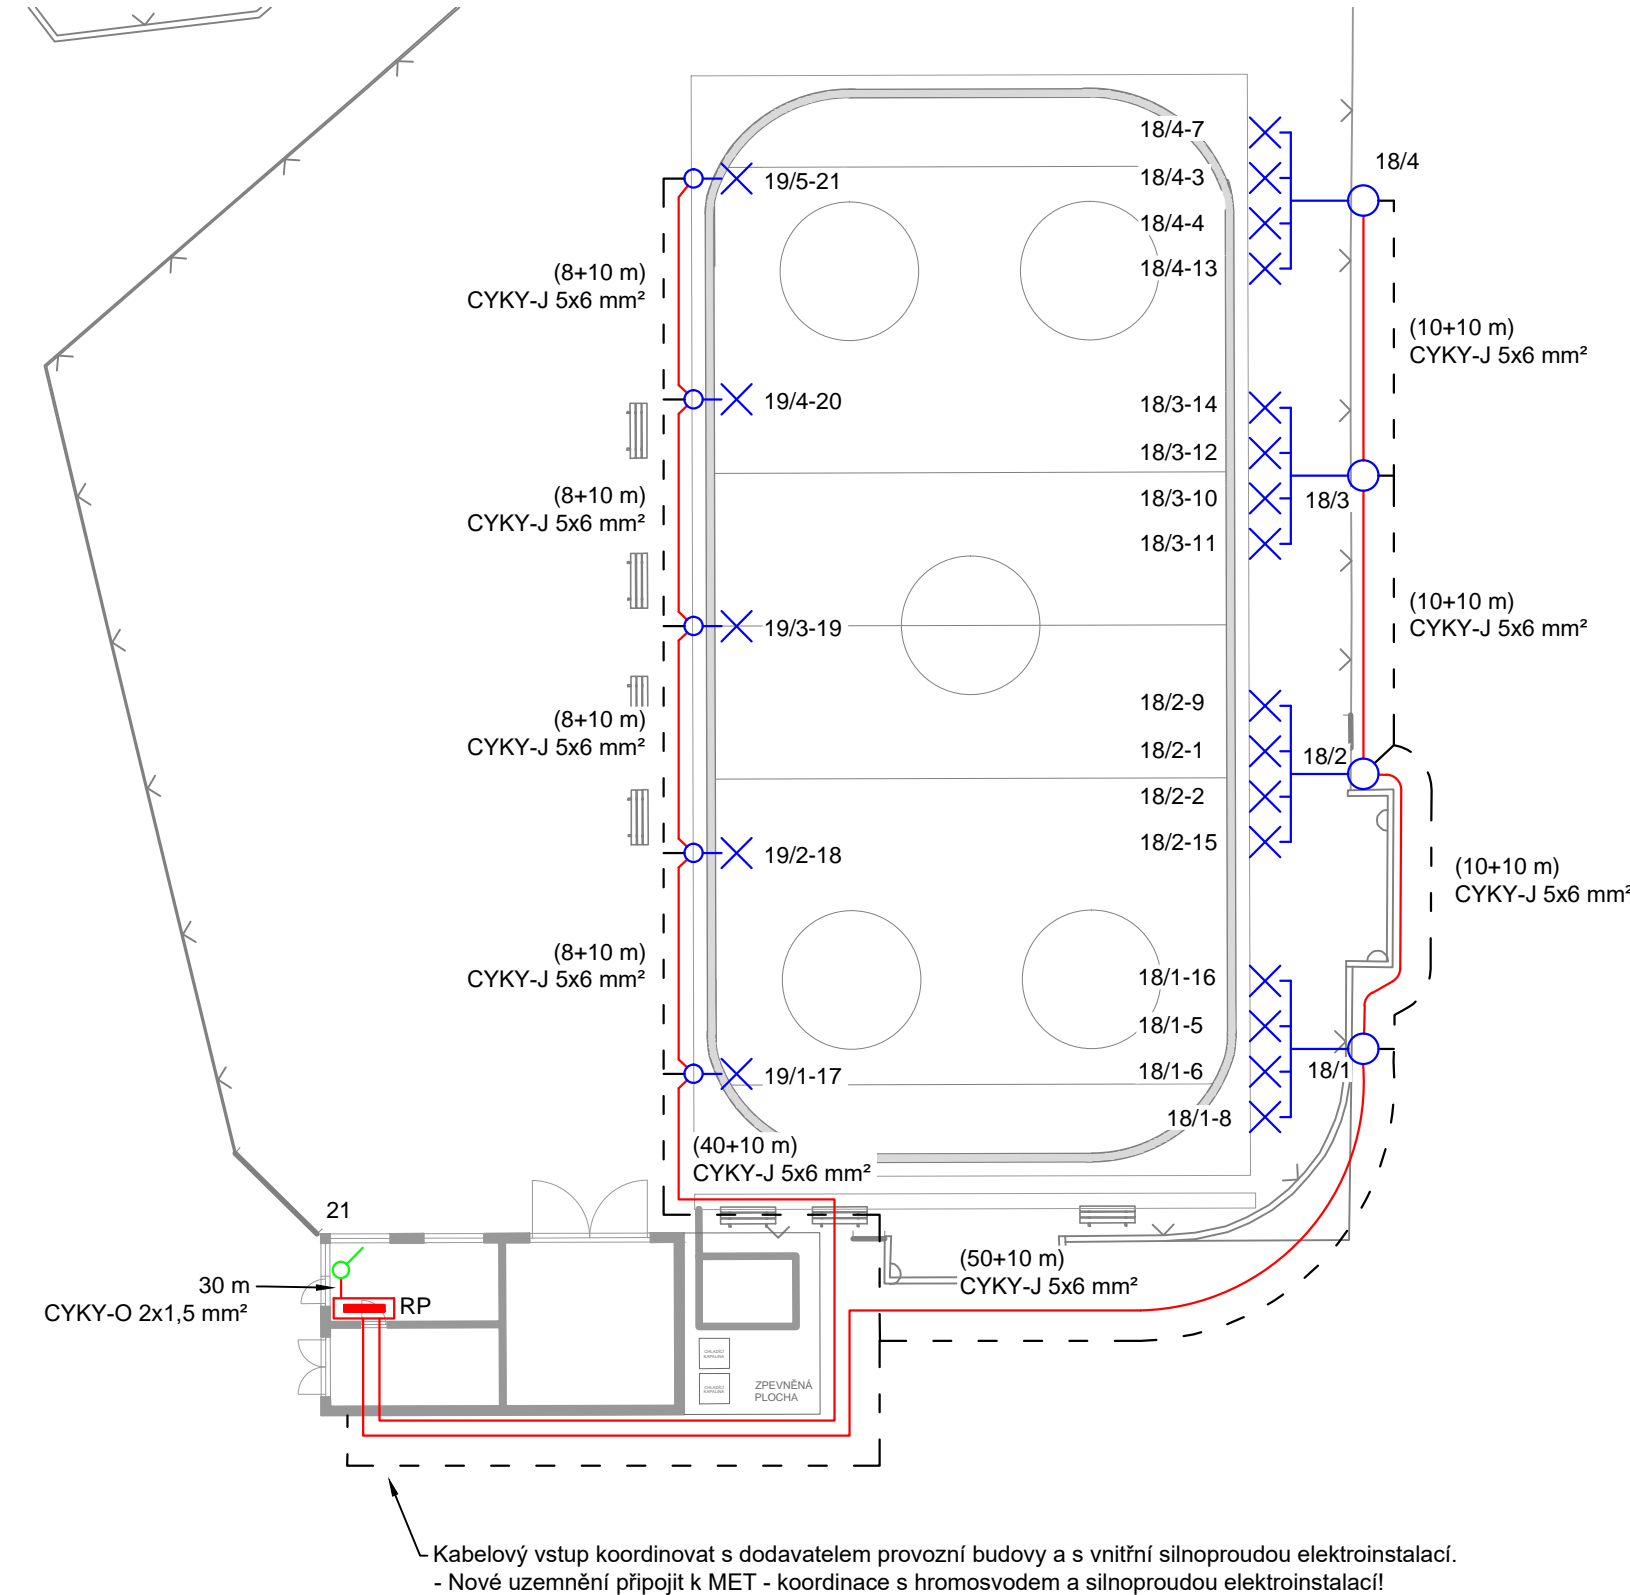 18/4-7
18/4
18/4-3
19/5-21
18/4-4
18/4-13
(8+10 m)
CYKY-J 5x6 mm²
(10+10 m)
CYKY-J 5x6 mm²
19/4-20
18/3-14
18/3-12
18/3-10
18/3
18/3-11
(8+10 m)
CYKY-J 5x6 mm²
(10+10 m)
CYKY-J 5x6 mm²
19/3-19
18/2-9
18/2-1
18/2
18/2-2
18/2-15
(8+10 m)
CYKY-J 5x6 mm²
19/2-18
(10+10 m)
CYKY-J 5x6 mm²
(8+10 m)
CYKY-J 5x6 mm²
18/1-16
18/1-5
18/1-6
18/1
18/1-8
19/1-17
(40+10 m)
CYKY-J 5x6 mm²
21
(50+10 m)
CYKY-J 5x6 mm²
30 m
CYKY-O 2x1,5 mm²
RP
CHLADÍCÍ
KAPALINA
CHLADÍCÍ
KAPALINA
ZPEVNĚNÁ
PLOCHA
Kabelový vstup koordinovat s dodavatelem provozní budovy a s vnitřní silnoproudou elektroinstalací.
- Nové uzemnění připojit k MET - koordinace s hromosvodem a silnoproudou elektroinstalací!